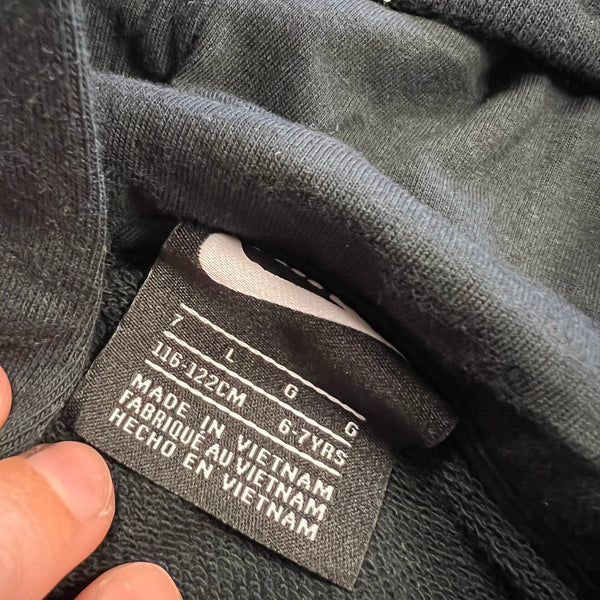 7 L G G
116-122CM 6-7YRS
MADE IN VIETNAM
FABRIQUÉ AU VIETNAM
HECHO EN VIETNAM